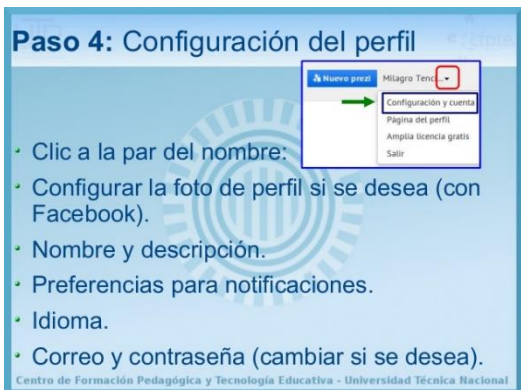 Paso 4: Configuración del perfil
Nuevo prezi
Milagro Tenci...
Configuración y cuenta
Página del perfil
Amplia licencia gratis
Salir
Clic a la par del nombre:
Configurar la foto de perfil si se desea (con
Facebook).
Nombre y descripción.
Preferencias para notificaciones.
Idioma.
Correo y contraseña (cambiar si se desea).
Centro de Formación Pedagógica y Tecnología Educativa - Universidad Técnica Nacional